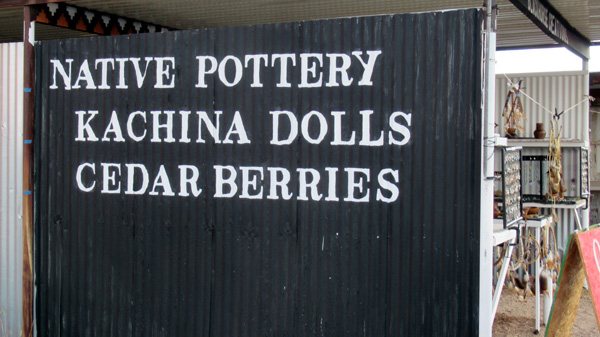 NATIVE POTTERY
KACHINA DOLLS
CEDAR BERRIES